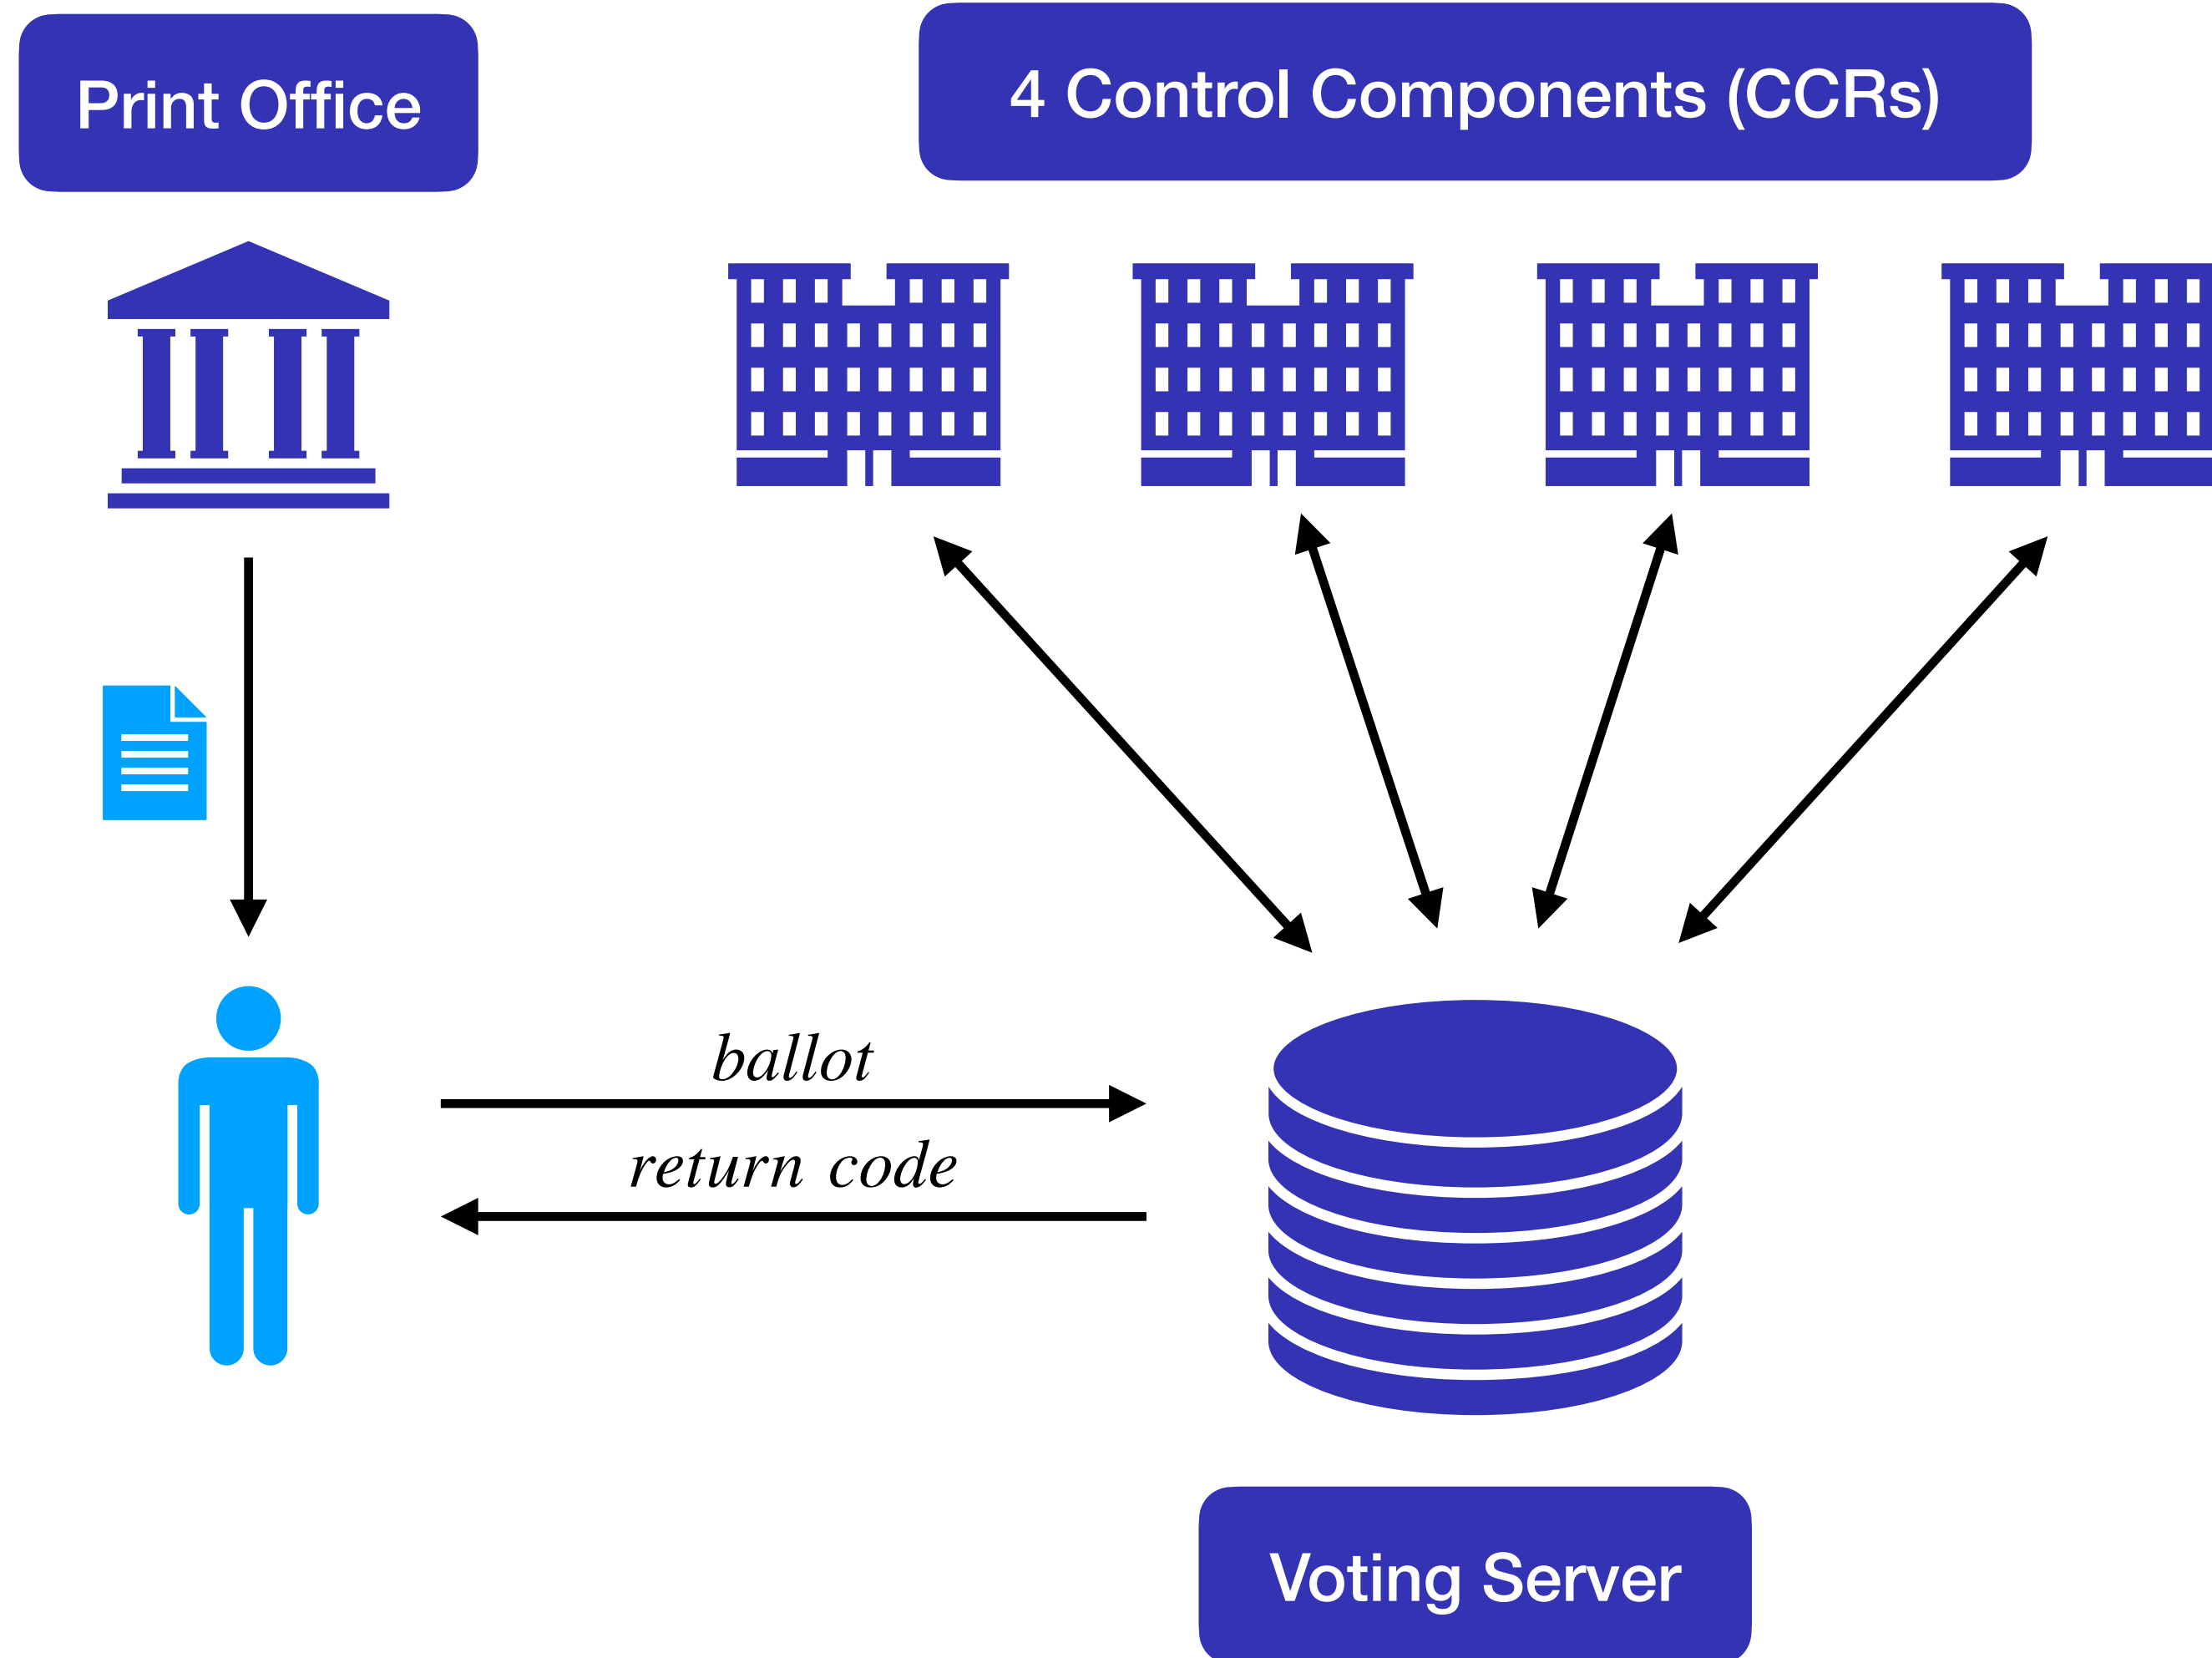 Print Office
4 Control Components (CCRs)
ballot
return code
Voting Server